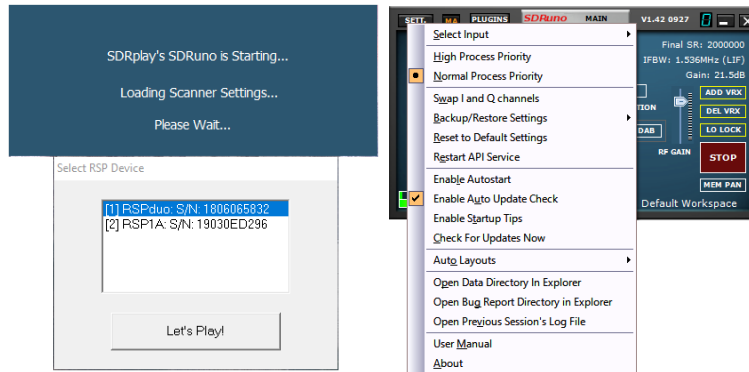 SDRplay's SDRuno is Starting...
Loading Scanner Settings...
Please Wait...
Select RSP Device
[1] RSPduo: S/N: 1806065832
[2] RSP1A: S/N: 19030ED296
Let's Play!
SETT. MA PLUGINS SDRuno MAIN V1.42 0927 0
Select Input
High Process Priority
Normal Process Priority
Swap I and Q channels
Backup/Restore Settings
Reset to Default Settings
Restart API Service
Enable Autostart
Enable Auto Update Check
Enable Startup Tips
Check For Updates Now
Auto Layouts
Open Data Directory In Explorer
Open Bug Report Directory in Explorer
Open Previous Session's Log File
User Manual
About
Final SR: 2000000
IFBW: 1.536MHz (LIF)
Gain: 21.5dB
ADD VRX
TION
DEL VRX
DAB
LO LOCK
RF GAIN
STOP
MEM PAN
Default Workspace